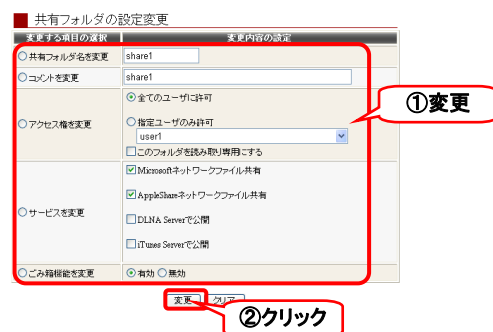 共有フォルダの設定変更
変更する項目の選択 変更内容の設定
共有フォルダ名を変更 share1
コメントを変更 share1
全てのユーザに許可
①変更
アクセス権を変更 指定ユーザのみ許可
user1
このフォルダを読み取り専用にする
Microsoftネットワークファイル共有
AppleShareネットワークファイル共有
サービスを変更
DLNA Serverで公開
iTunes Serverで公開
ごみ箱機能を変更 有効 無効
変更 クリア
②クリック